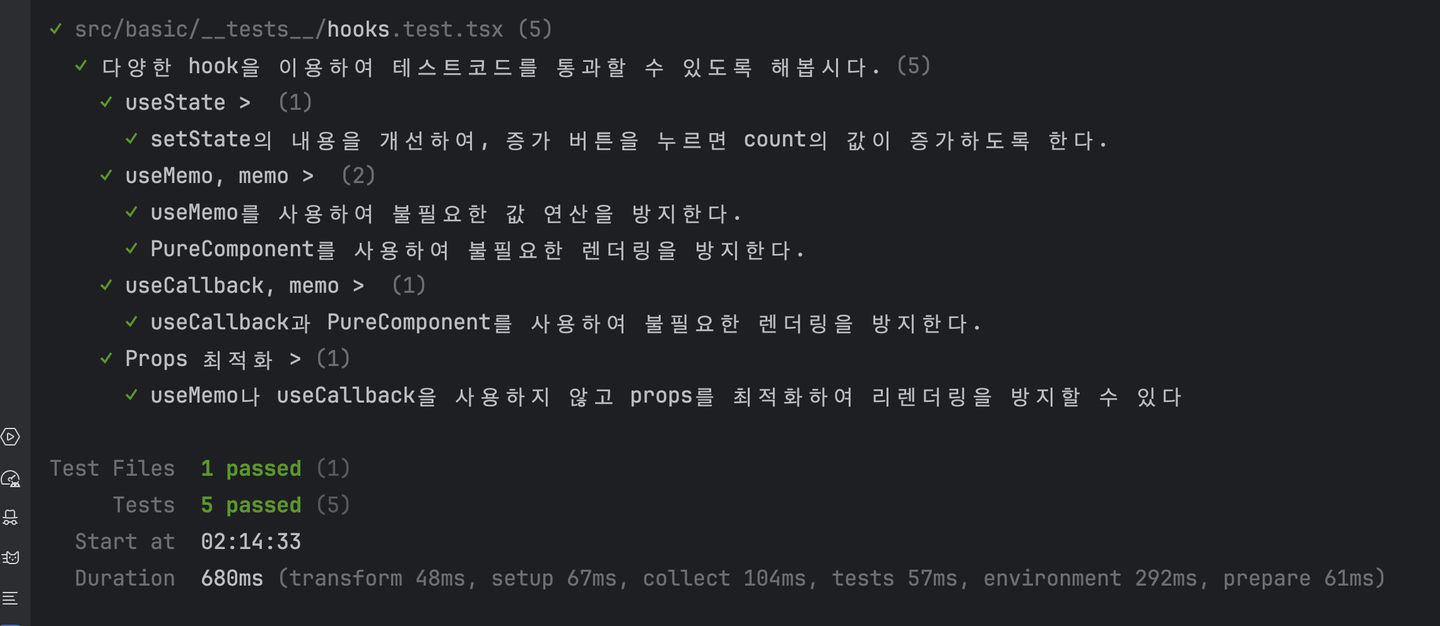 ✓ src/basic/__tests__/hooks.test.tsx (5)
✓ 다양한 hook을 이용하여 테스트코드를 통과할 수 있도록 해봅시다. (5)
✓ useState > (1)
✓ setState의 내용을 개선하여, 증가 버튼을 누르면 count의 값이 증가하도록 한다.
✓ useMemo, memo > (2)
✓ useMemo를 사용하여 불필요한 값 연산을 방지한다.
✓ PureComponent를 사용하여 불필요한 렌더링을 방지한다.
✓ useCallback, memo > (1)
✓ useCallback과 PureComponent를 사용하여 불필요한 렌더링을 방지한다.
✓ Props 최적화 > (1)
✓ useMemo나 useCallback을 사용하지 않고 props를 최적화하여 리렌더링을 방지할 수 있다
Test Files 1 passed (1)
Tests 5 passed (5)
Start at 02:14:33
Duration 680ms (transform 48ms, setup 67ms, collect 104ms, tests 57ms, environment 292ms, prepare 61ms)